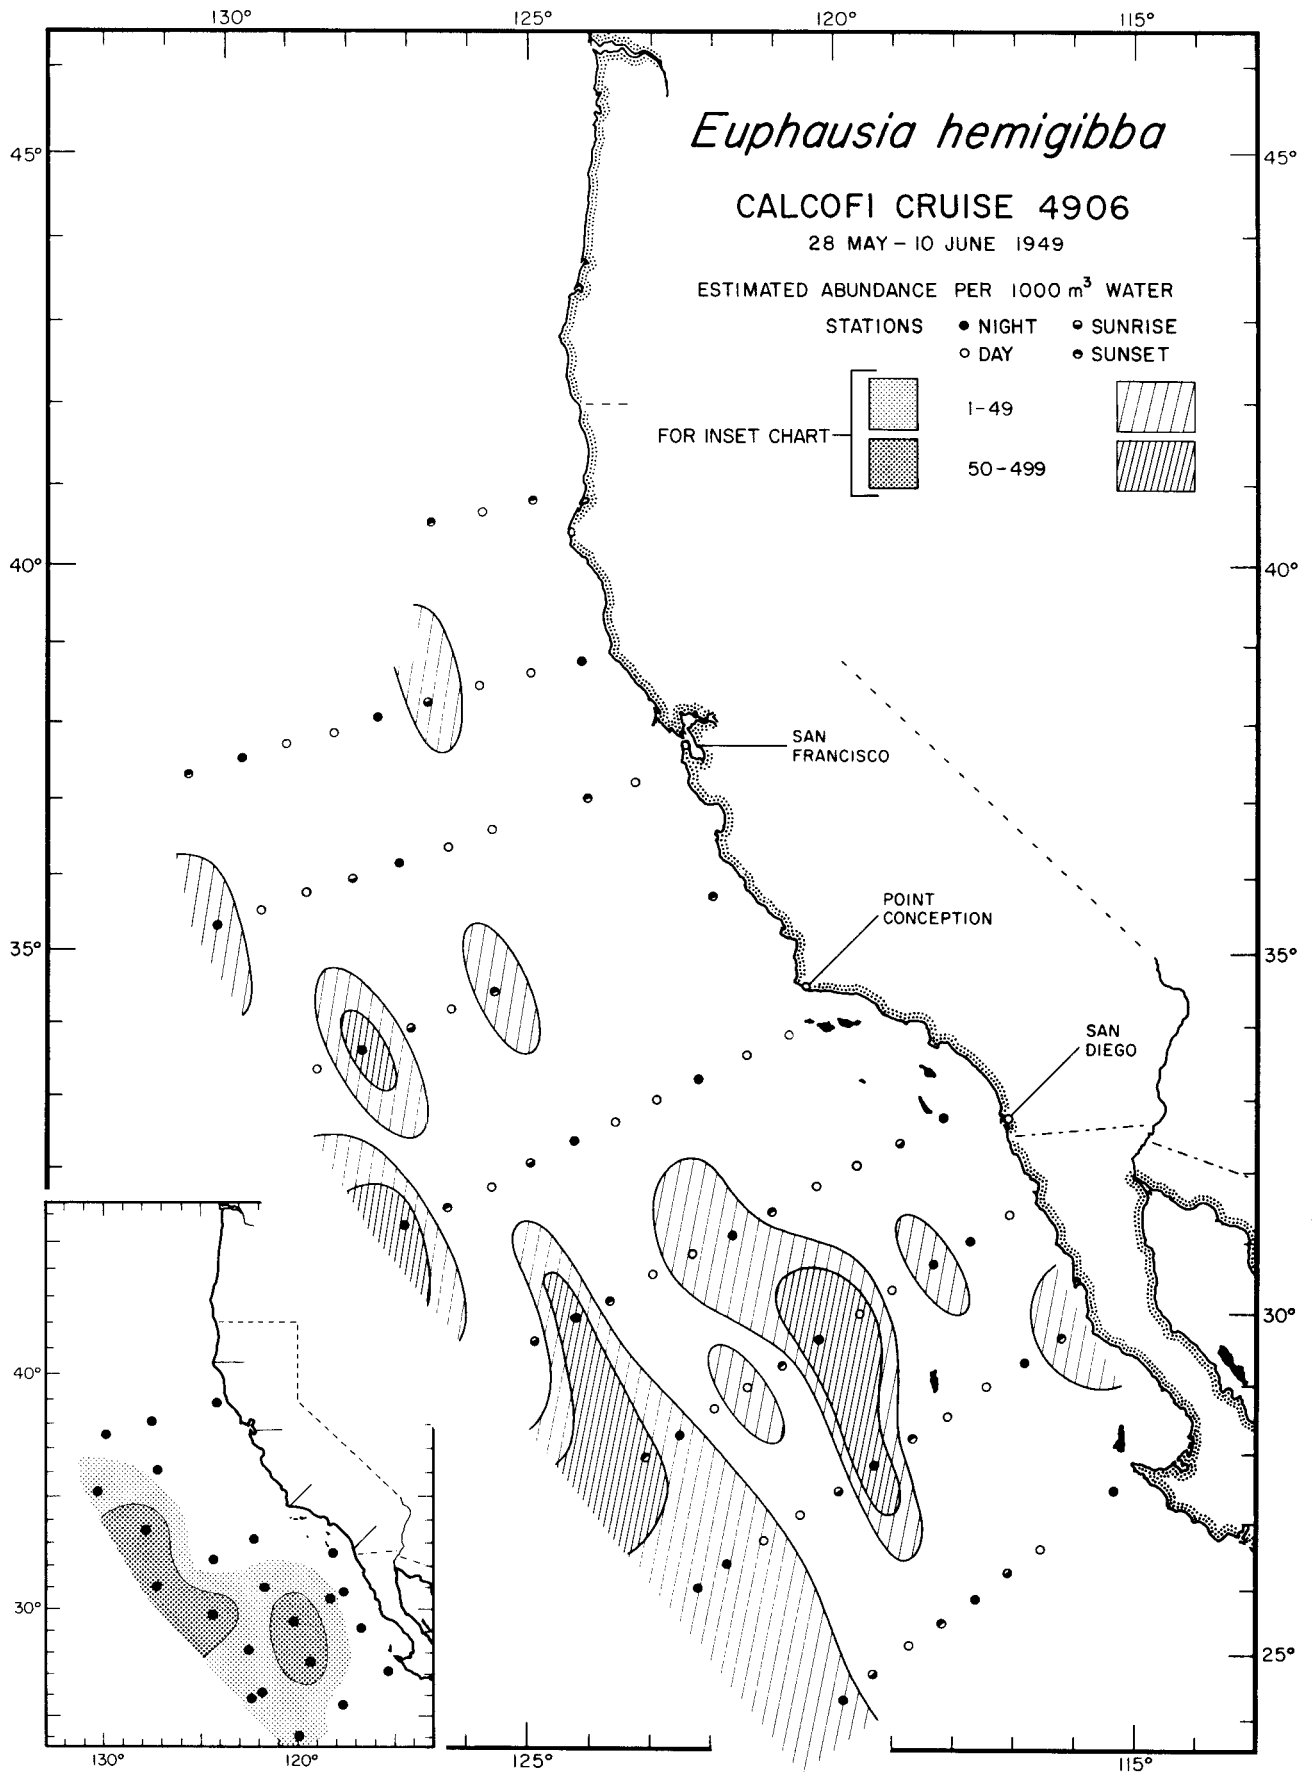 130° 125° 120° 115°
Euphausia hemigibba
45° 45°
CALCOFI CRUISE 4906
28 MAY – 10 JUNE 1949
ESTIMATED ABUNDANCE PER 1000 m³ WATER
STATIONS ● NIGHT ◒ SUNRISE
○ DAY ◓ SUNSET
1-49
FOR INSET CHART
50-499
40° 40°
SAN
FRANCISCO
POINT
CONCEPTION
35° 35°
SAN
DIEGO
30°
40°
30°
25°
130° 120° 125° 115°